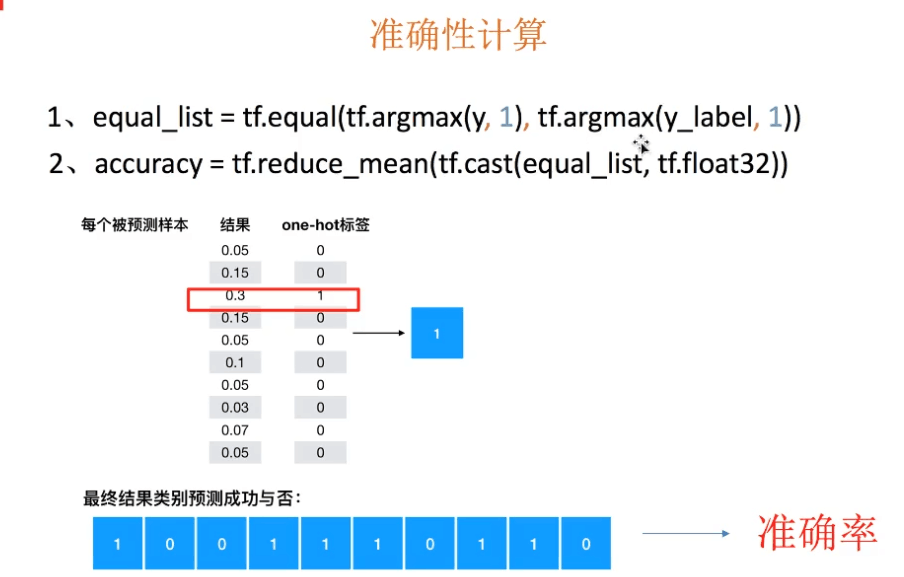 准确性计算
1、equal_list = tf.equal(tf.argmax(y, 1), tf.argmax(y_label, 1))
2、accuracy = tf.reduce_mean(tf.cast(equal_list, tf.float32))
每个被预测样本 结果 one-hot标签
0.05 0
0.15 0
0.3 1
0.15 0
0.05 0
1
0.1 0
0.05 0
0.03 0
0.07 0
0.05 0
最终结果类别预测成功与否：
1 0 0 1 1 1 0 1 1 0
准确率